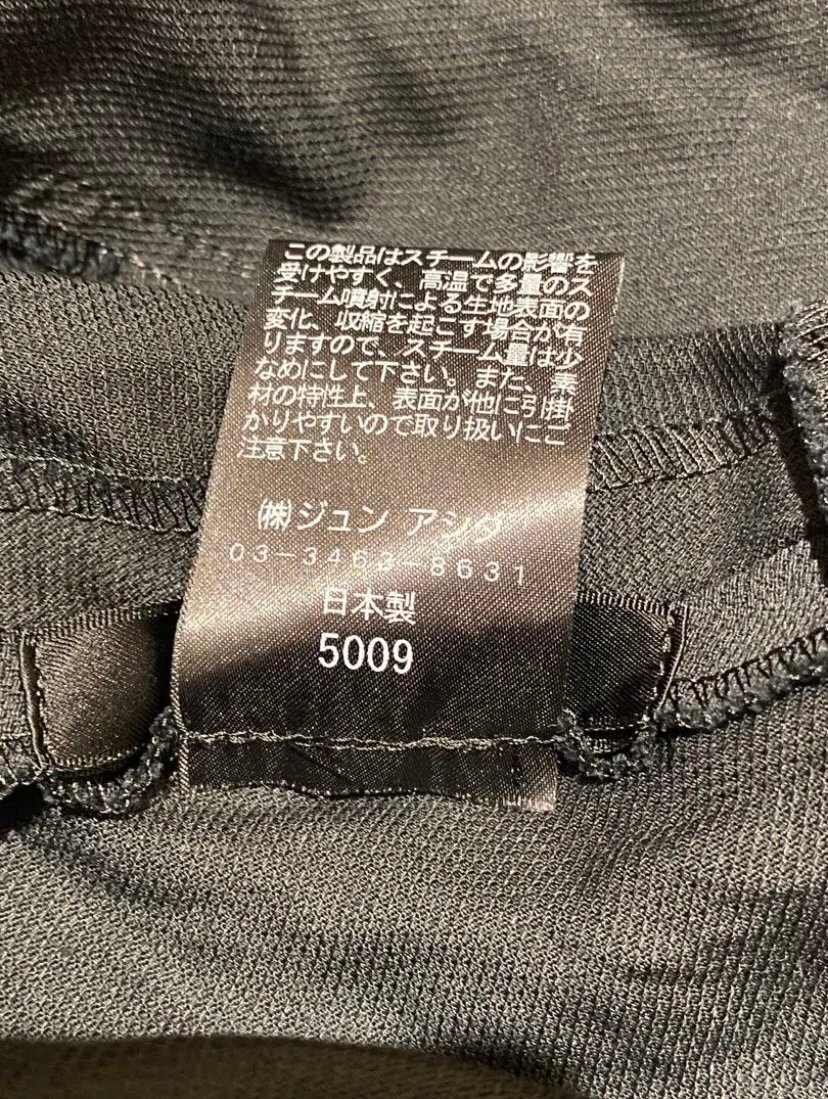 この製品はスチームの影響を
受けやすく、高温で多量のス
チーム噴射による生地表面の
変化、収縮を起こす場合が有
りますので、スチーム量は少
なめにして下さい。また、素
材の特性上、表面が他に引掛
かりやすいので取り扱いにご
注意下さい。
㈱ジュン アシダ
03-3463-8631
日本製
5009